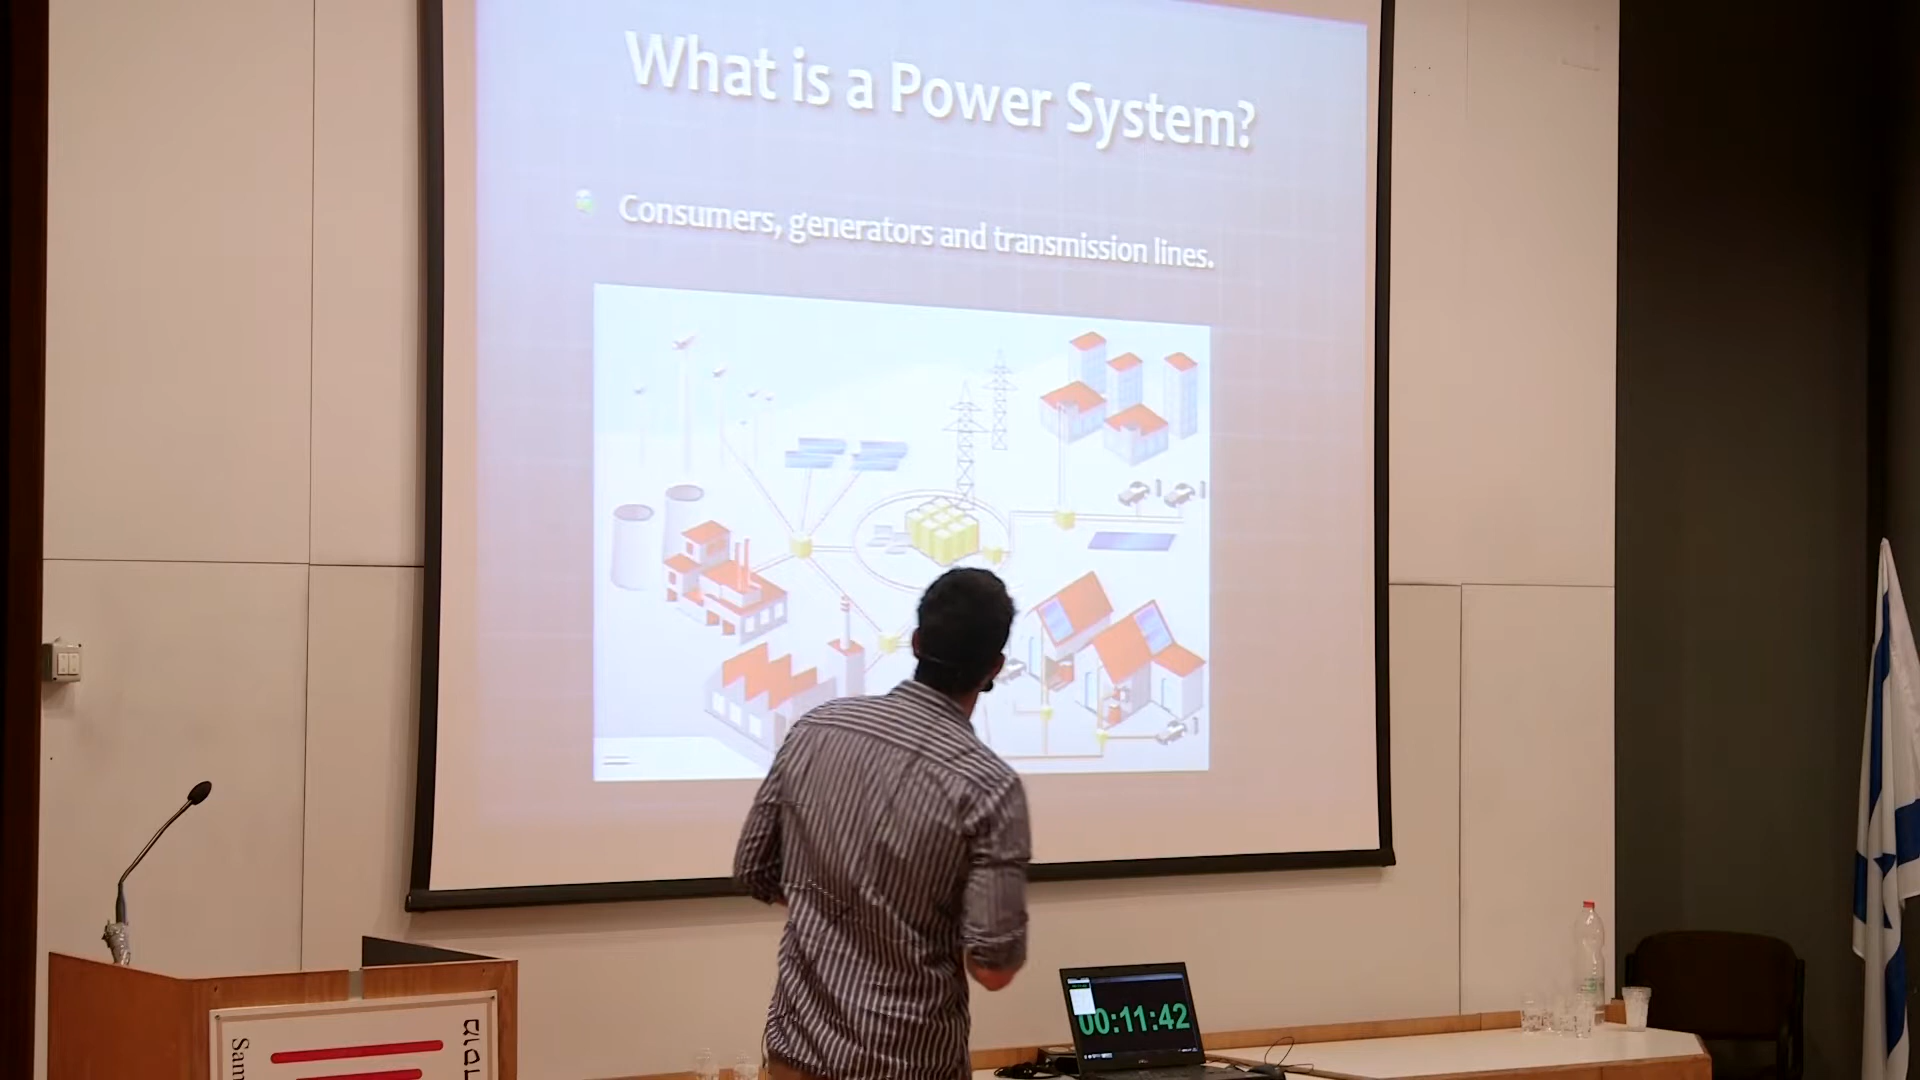 What is a Power System?
Consumers, generators and transmission lines.
00:11:42